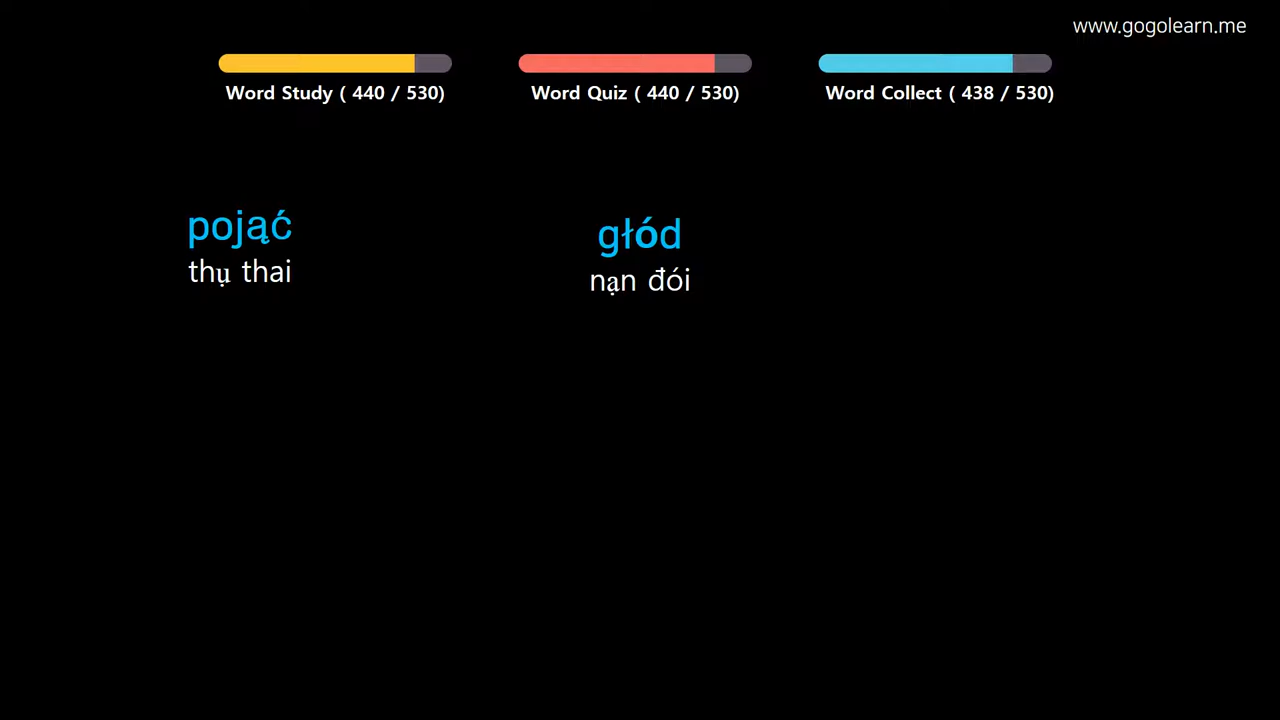 www.gogolearn.me
Word Study ( 440 / 530)
Word Quiz ( 440 / 530)
Word Collect ( 438 / 530)
pojąć
thụ thai
głód
nạn đói